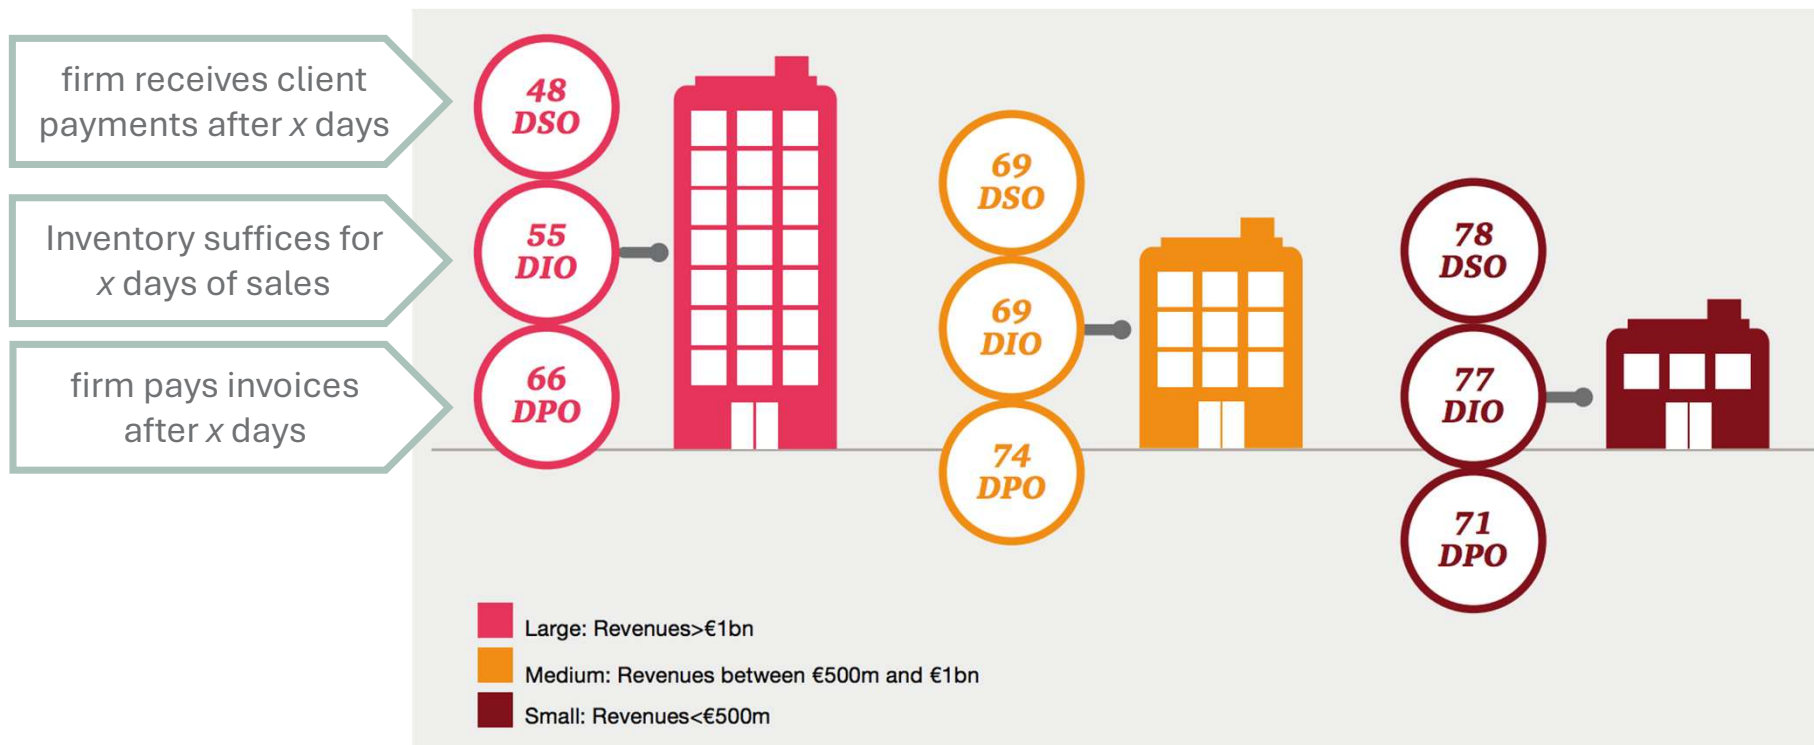 firm receives client
payments after x days
Inventory suffices for
x days of sales
firm pays invoices
after x days
48
DSO
55
DIO
66
DPO
69
DSO
69
DIO
74
DPO
78
DSO
77
DIO
71
DPO
Large: Revenues>€1bn
Medium: Revenues between €500m and €1bn
Small: Revenues<€500m